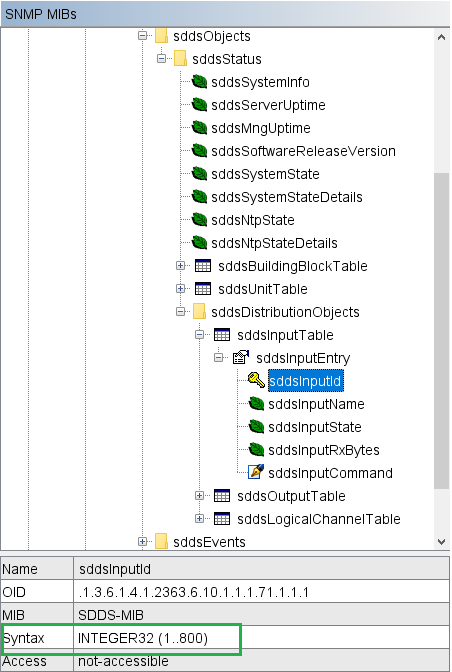 SNMP MIBs
sddsObjects
sddsStatus
sddsSystemInfo
sddsServerUptime
sddsMngUptime
sddsSoftwareReleaseVersion
sddsSystemState
sddsSystemStateDetails
sddsNtpState
sddsNtpStateDetails
sddsBuildingBlockTable
sddsUnitTable
sddsDistributionObjects
sddsInputTable
sddsInputEntry
sddsInputId
sddsInputName
sddsInputState
sddsInputRxBytes
sddsInputCommand
sddsOutputTable
sddsLogicalChannelTable
sddsEvents
Name sddsInputId
OID .1.3.6.1.4.1.2363.6.10.1.1.1.71.1.1.1
MIB SDDS-MIB
Syntax INTEGER32 (1..800)
Access not-accessible